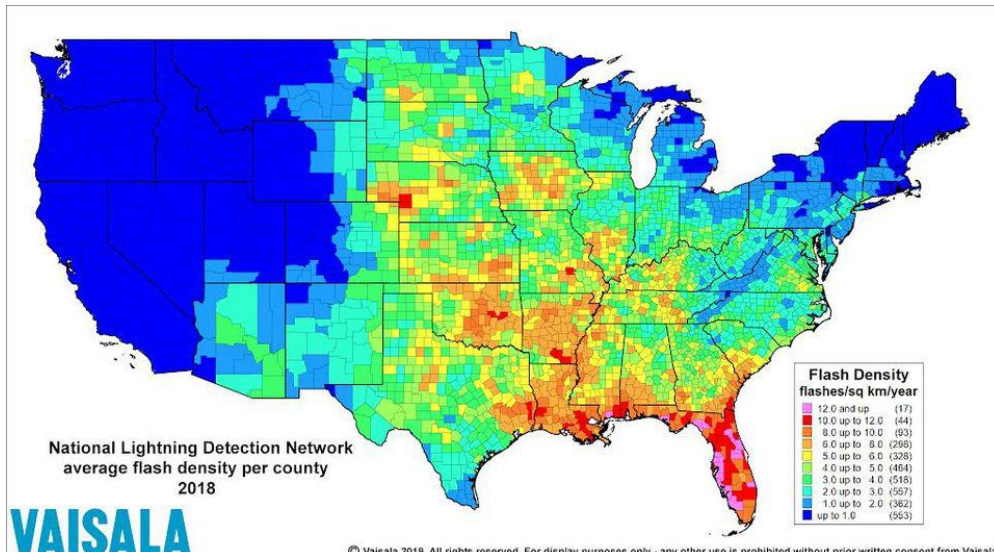 National Lightning Detection Network
average flash density per county
2018
VAISALA
Flash Density
flashes/sq km/year
12.0 and up (17)
10.0 up to 12.0 (44)
8.0 up to 10.0 (93)
6.0 up to 8.0 (298)
5.0 up to 6.0 (328)
4.0 up to 5.0 (464)
3.0 up to 4.0 (518)
2.0 up to 3.0 (557)
1.0 up to 2.0 (362)
up to 1.0 (553)
© Vaisala 2019. All rights reserved. For display purposes only - any other use is prohibited without prior written consent from Vaisala